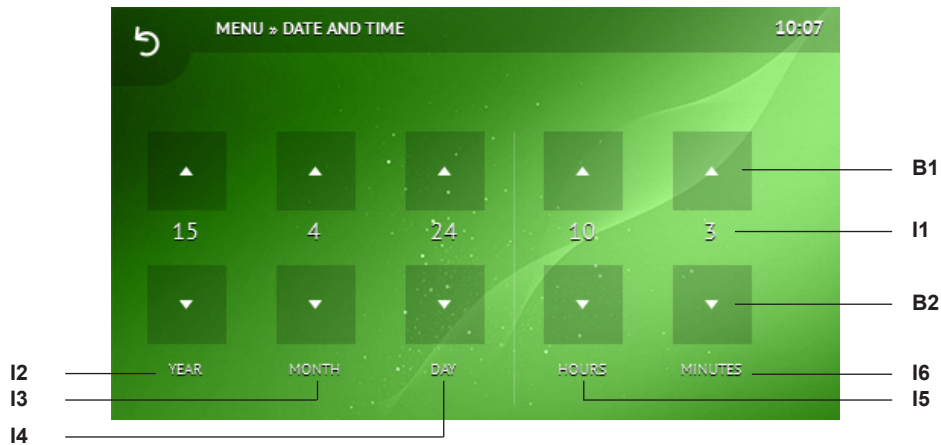 MENU » DATE AND TIME 10:07
B1
15 4 24 10 3 I1
B2
I2 YEAR MONTH DAY HOURS MINUTES I6
I3 I5
I4